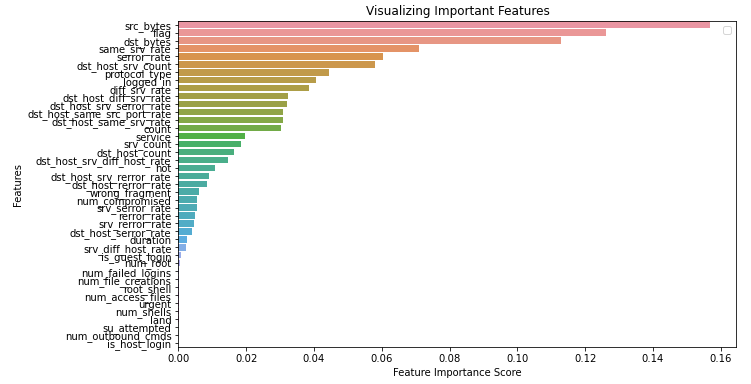 Visualizing Important Features
src_bytes
flag
dst_bytes
same_srv_rate
serror_rate
dst_host_srv_count
protocol_type
logged_in
diff_srv_rate
dst_host_diff_srv_rate
dst_host_srv_serror_rate
dst_host_same_src_port_rate
dst_host_same_srv_rate
count
service
srv_count
dst_host_count
dst_host_srv_diff_host_rate
hot
dst_host_srv_rerror_rate
dst_host_rerror_rate
wrong_fragment
num_compromised
srv_serror_rate
rerror_rate
srv_rerror_rate
dst_host_serror_rate
duration
srv_diff_host_rate
is_guest_login
num_root
num_failed_logins
num_file_creations
root_shell
num_access_files
urgent
num_shells
land
su_attempted
num_outbound_cmds
is_host_login
Features
0.00 0.02 0.04 0.06 0.08 0.10 0.12 0.14 0.16
Feature Importance Score